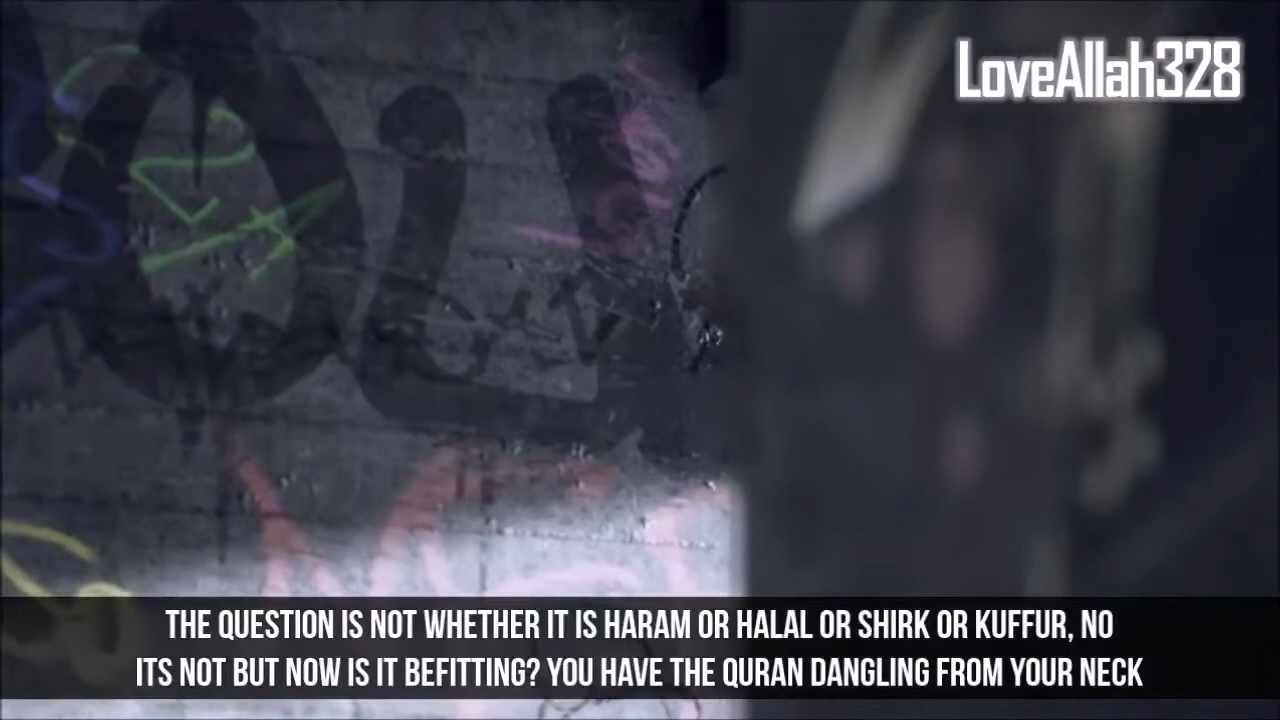 LoveAllah328
THE QUESTION IS NOT WHETHER IT IS HARAM OR HALAL OR SHIRK OR KUFFUR, NO
ITS NOT BUT NOW IS IT BEFITTING? YOU HAVE THE QURAN DANGLING FROM YOUR NECK